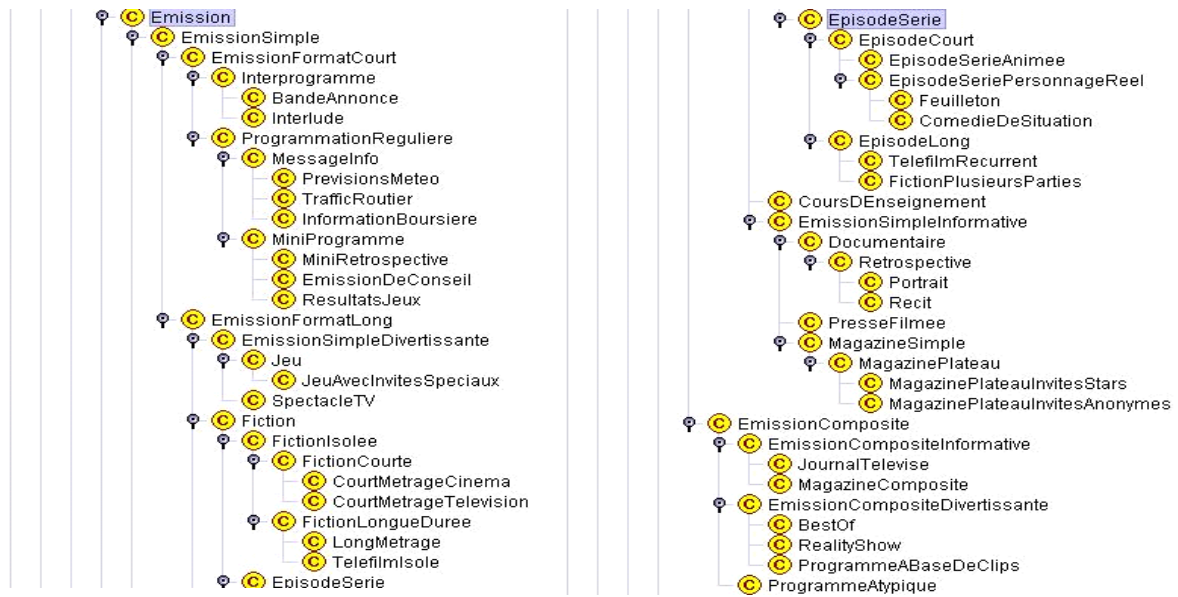 Emission
EmissionSimple
EmissionFormatCourt
Interprogramme
BandeAnnonce
Interlude
ProgrammationReguliere
MessageInfo
PrevisionsMeteo
TrafficRoutier
InformationBoursiere
MiniProgramme
MiniRetrospective
EmissionDeConseil
ResultatsJeux
EmissionFormatLong
EmissionSimpleDivertissante
Jeu
JeuAvecInvitesSpeciaux
SpectacleTV
Fiction
FictionIsolee
FictionCourte
CourtMetrageCinema
CourtMetrageTelevision
FictionLongueDuree
LongMetrage
TelefilmIsole
EpisodeSerie
EpisodeSerie
EpisodeCourt
EpisodeSerieAnimee
EpisodeSeriePersonnageReel
Feuilleton
ComedieDeSituation
EpisodeLong
TelefilmRecurrent
FictionPlusieursParties
CoursDEnseignement
EmissionSimpleInformative
Documentaire
Retrospective
Portrait
Recit
PresseFilmee
MagazineSimple
MagazinePlateau
MagazinePlateauInvitesStars
MagazinePlateauInvitesAnonymes
EmissionComposite
EmissionCompositeInformative
JournalTelevise
MagazineComposite
EmissionCompositeDivertissante
BestOf
RealityShow
ProgrammeABaseDeClips
ProgrammeAtypique